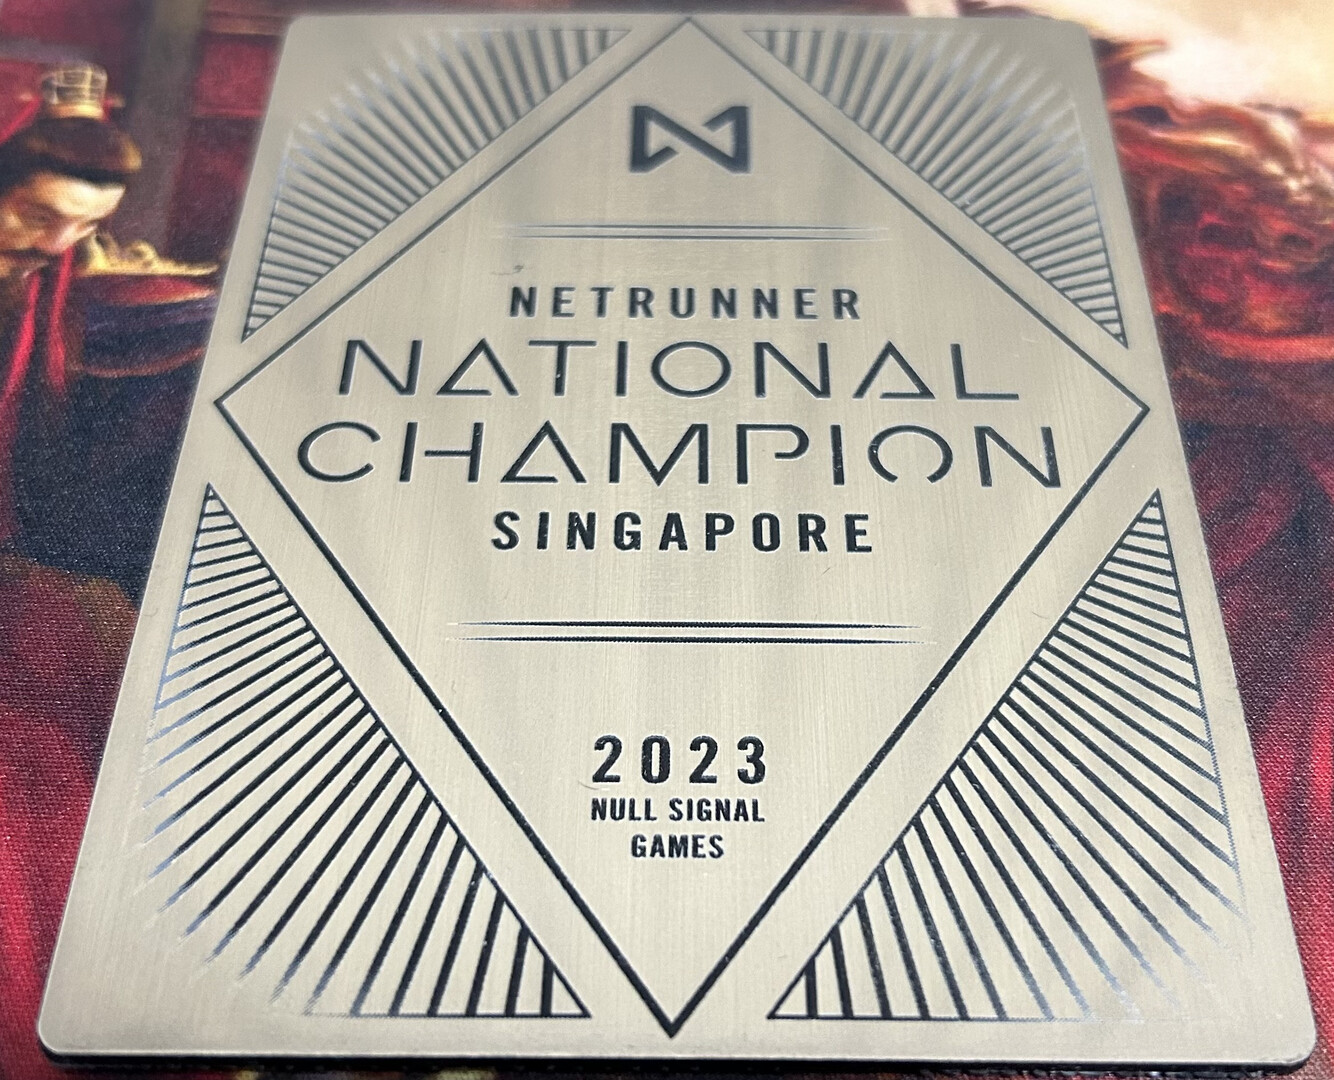 NETRUNNER
NATIONAL
CHAMPION
SINGAPORE
2023
NULL SIGNAL
GAMES